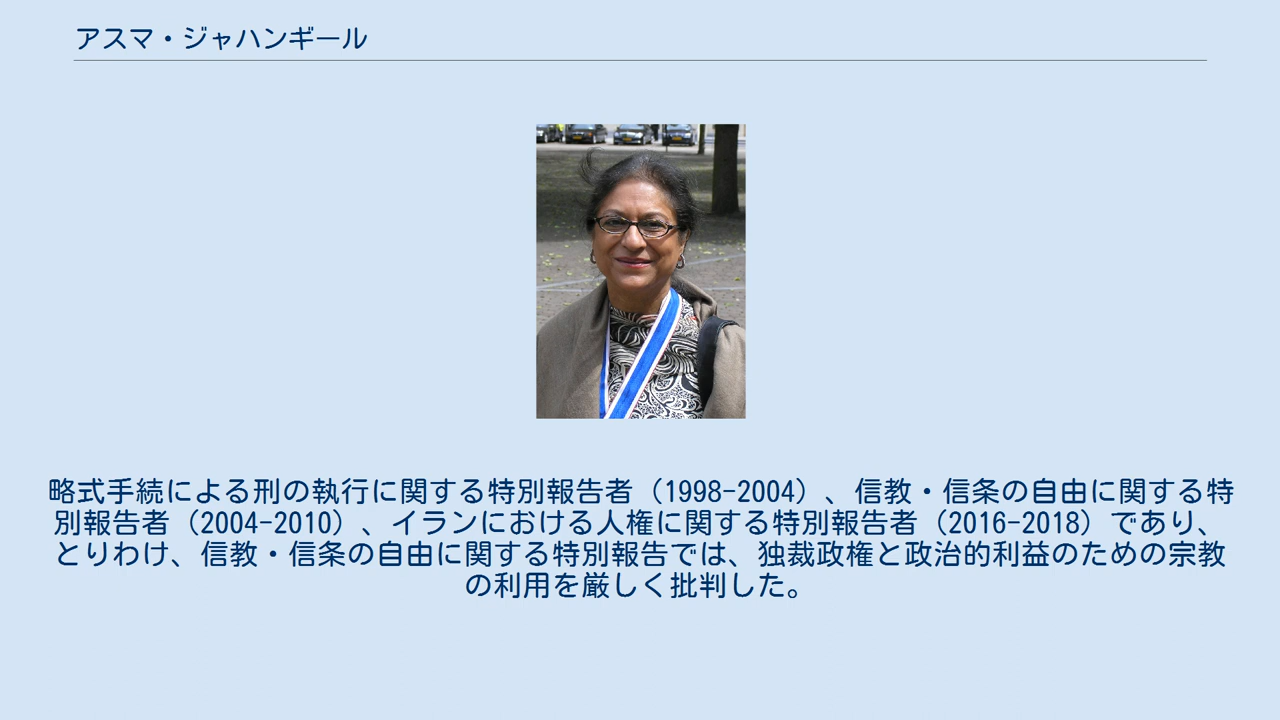 アスマ・ジャハンギール
略式手続による刑の執行に関する特別報告者（1998-2004）、信教・信条の自由に関する特
別報告者（2004-2010）、イランにおける人権に関する特別報告者（2016-2018）であり、
とりわけ、信教・信条の自由に関する特別報告では、独裁政権と政治的利益のための宗教
の利用を厳しく批判した。